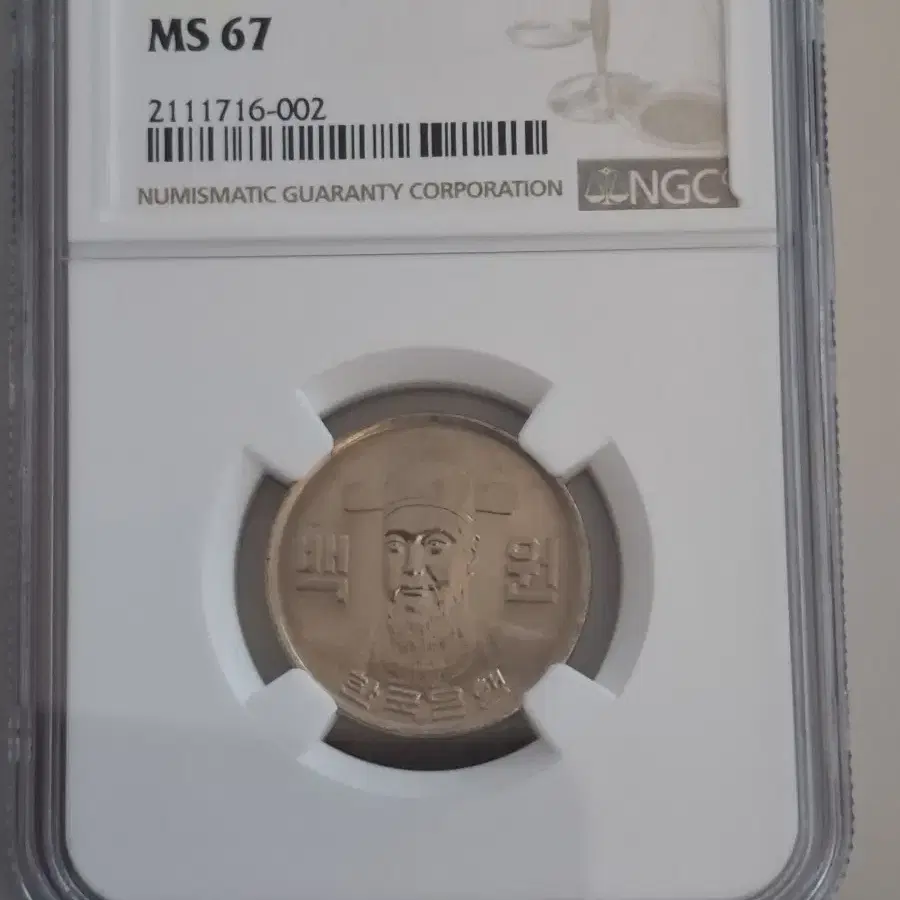 MS 67
2111716-002
NUMISMATIC GUARANTY CORPORATION
NGC
백 원
한국은행